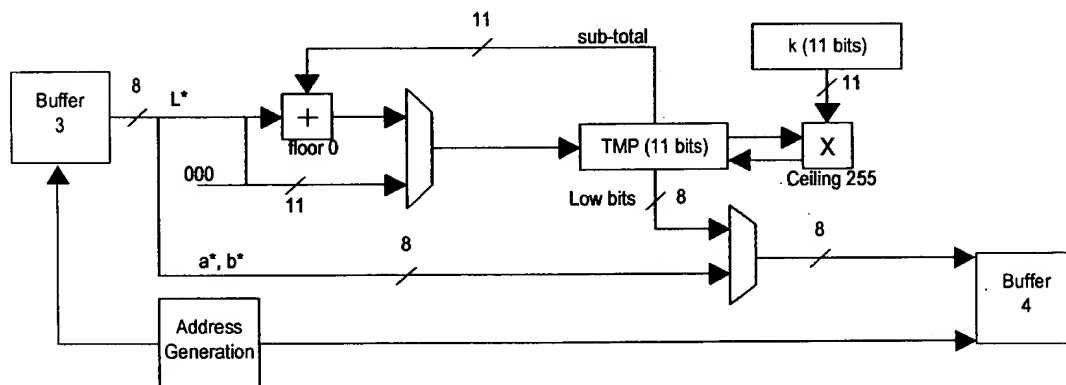 11
sub-total
k (11 bits)
11
8
L*
Buffer
3
+
floor 0
TMP (11 bits)
X
Ceiling 255
000
11
Low bits
8
8
8
a*, b*
Buffer
4
Address
Generation